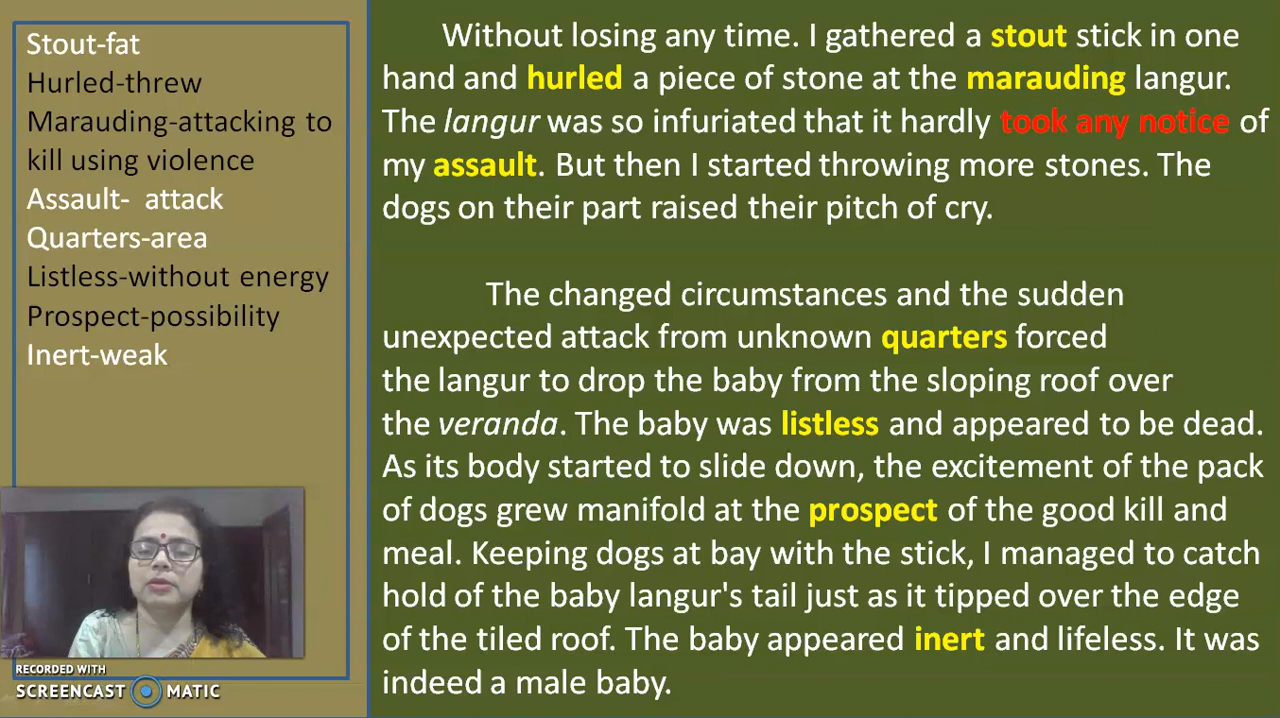 Stout-fat
Hurled-threw
Marauding-attacking to
kill using violence
Assault- attack
Quarters-area
Listless-without energy
Prospect-possibility
Inert-weak
Without losing any time. I gathered a stout stick in one
hand and hurled a piece of stone at the marauding langur.
The langur was so infuriated that it hardly took any notice of
my assault. But then I started throwing more stones. The
dogs on their part raised their pitch of cry.
The changed circumstances and the sudden
unexpected attack from unknown quarters forced
the langur to drop the baby from the sloping roof over
the veranda. The baby was listless and appeared to be dead.
As its body started to slide down, the excitement of the pack
of dogs grew manifold at the prospect of the good kill and
meal. Keeping dogs at bay with the stick, I managed to catch
hold of the baby langur's tail just as it tipped over the edge
of the tiled roof. The baby appeared inert and lifeless. It was
indeed a male baby.
RECORDED WITH
SCREENCAST MATIC